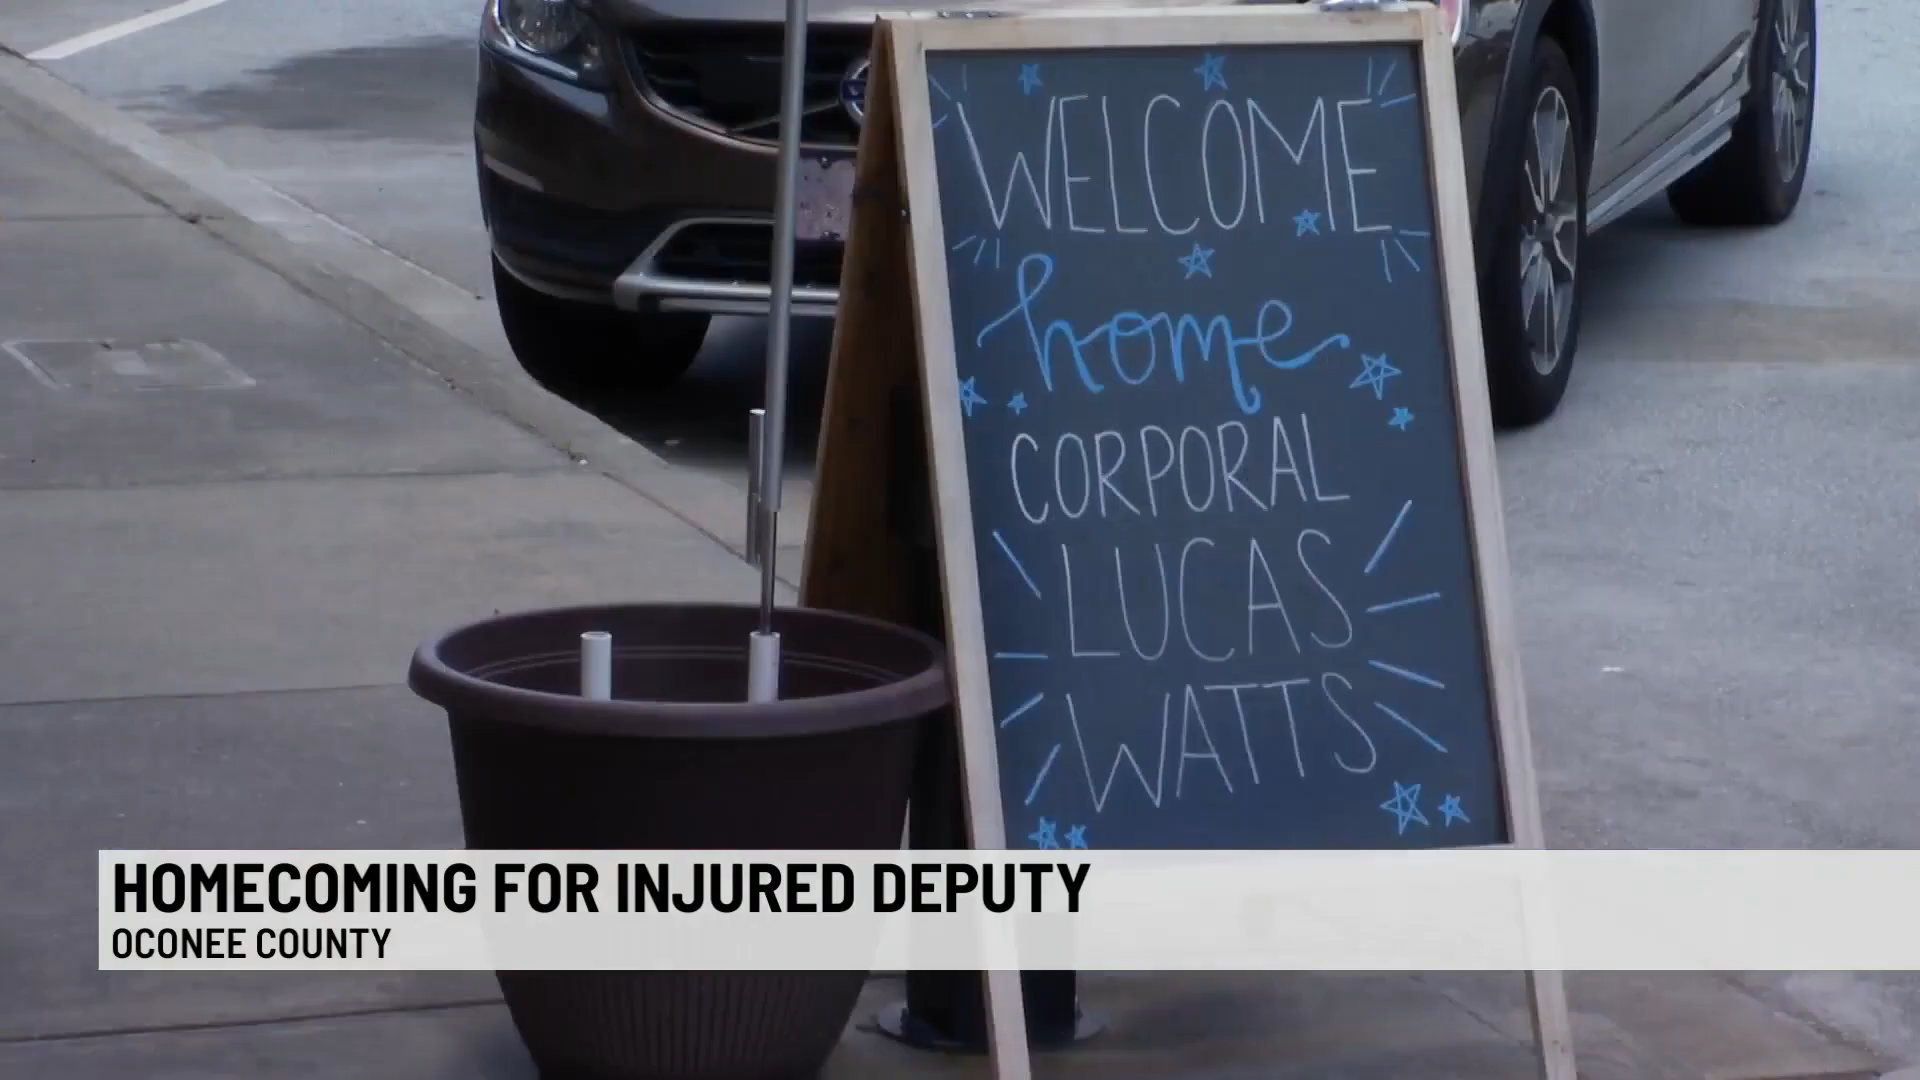 WELCOME
home
CORPORAL
LUCAS
WATTS
HOMECOMING FOR INJURED DEPUTY
OCONEE COUNTY